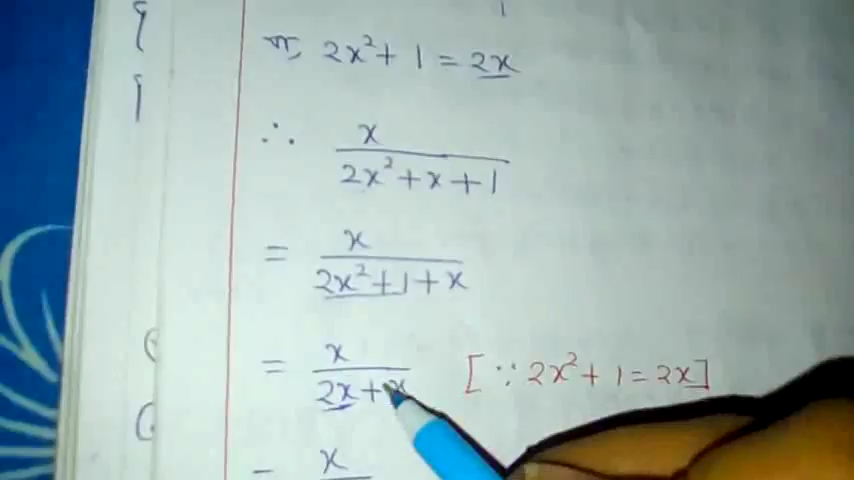 বা, 2x² + 1 = 2x
∴ x / (2x² + x + 1)
= x / (2x² + 1 + x)
= x / (2x + x) [∵ 2x² + 1 = 2x]
= x